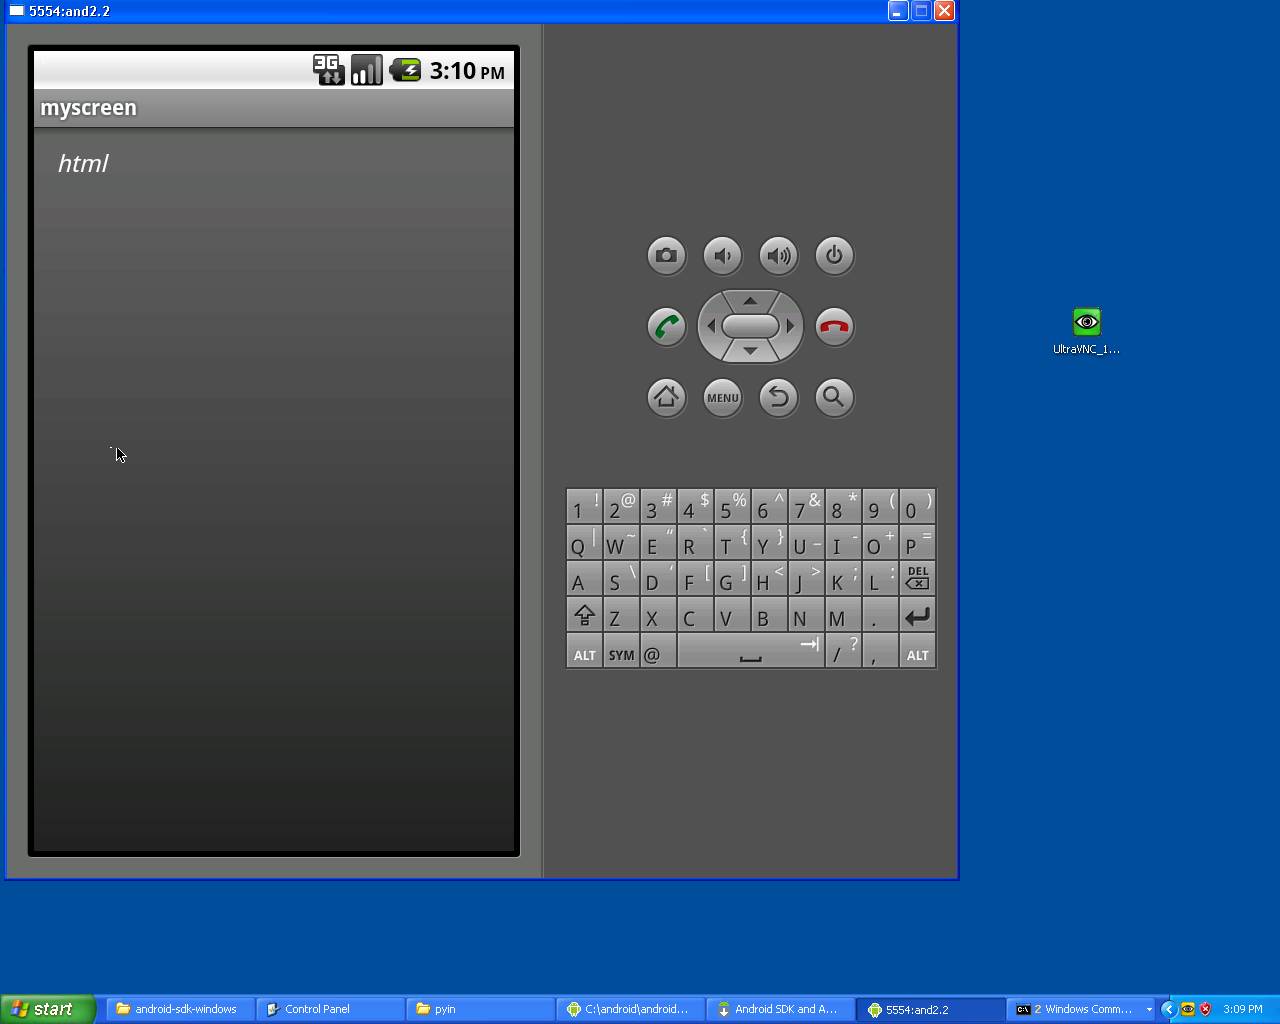 5554:and2.2
3G 3:10 PM
myscreen
html
MENU
UltraVNC_1...
1 ! 2 @ 3 # 4 $ 5 % 6 ^ 7 & 8 * 9 ( 0 )
Q | W ~ E " R ` T { Y } U _ I - O + P =
A S \ D ' F [ G ] H < J > K ; L : DEL
Z X C V B N M .
ALT SYM @ / ? , ALT
start android-sdk-windows Control Panel pyin C:\android\android... Android SDK and A... 5554:and2.2 2 Windows Comm... 3:09 PM